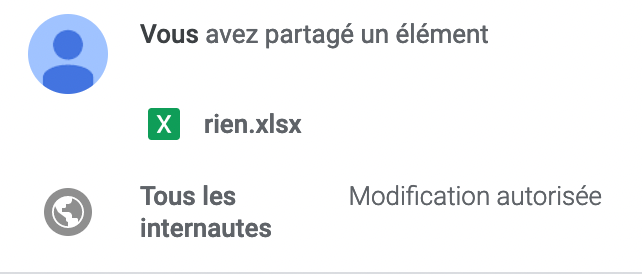 Vous avez partagé un élément
X rien.xlsx
Tous les Modification autorisée
internautes